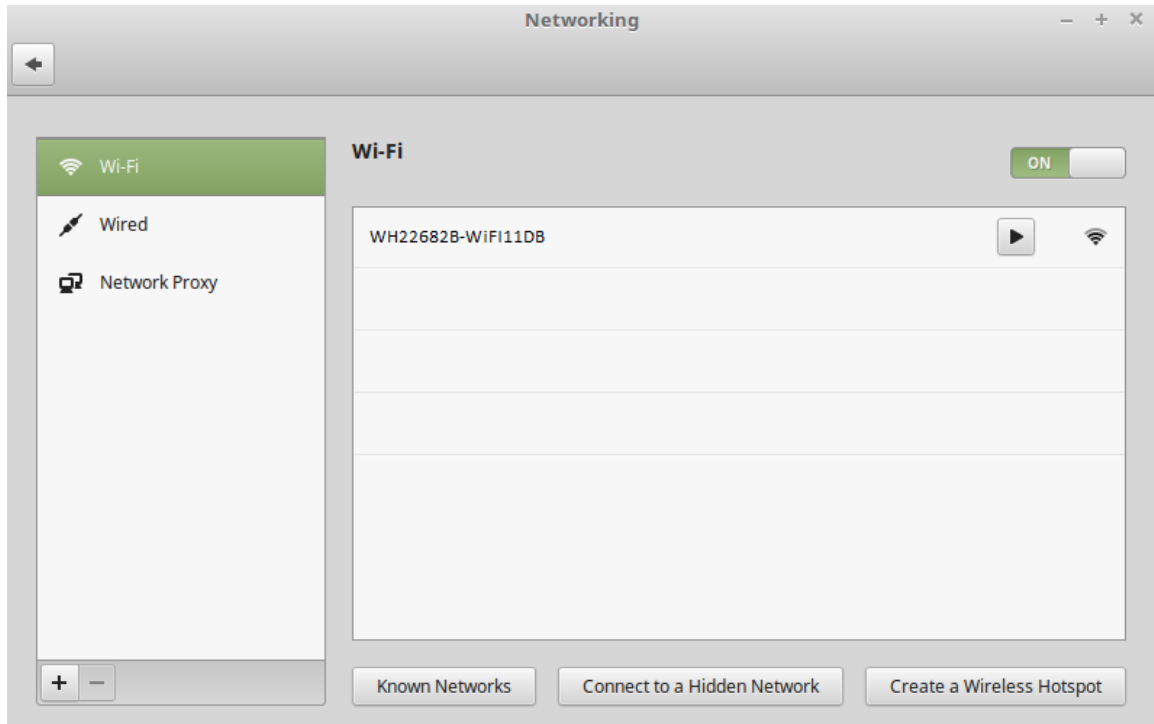 Networking
Wi-Fi
Wired
Network Proxy
Wi-Fi
ON
WH22682B-WiFI11DB
Known Networks
Connect to a Hidden Network
Create a Wireless Hotspot